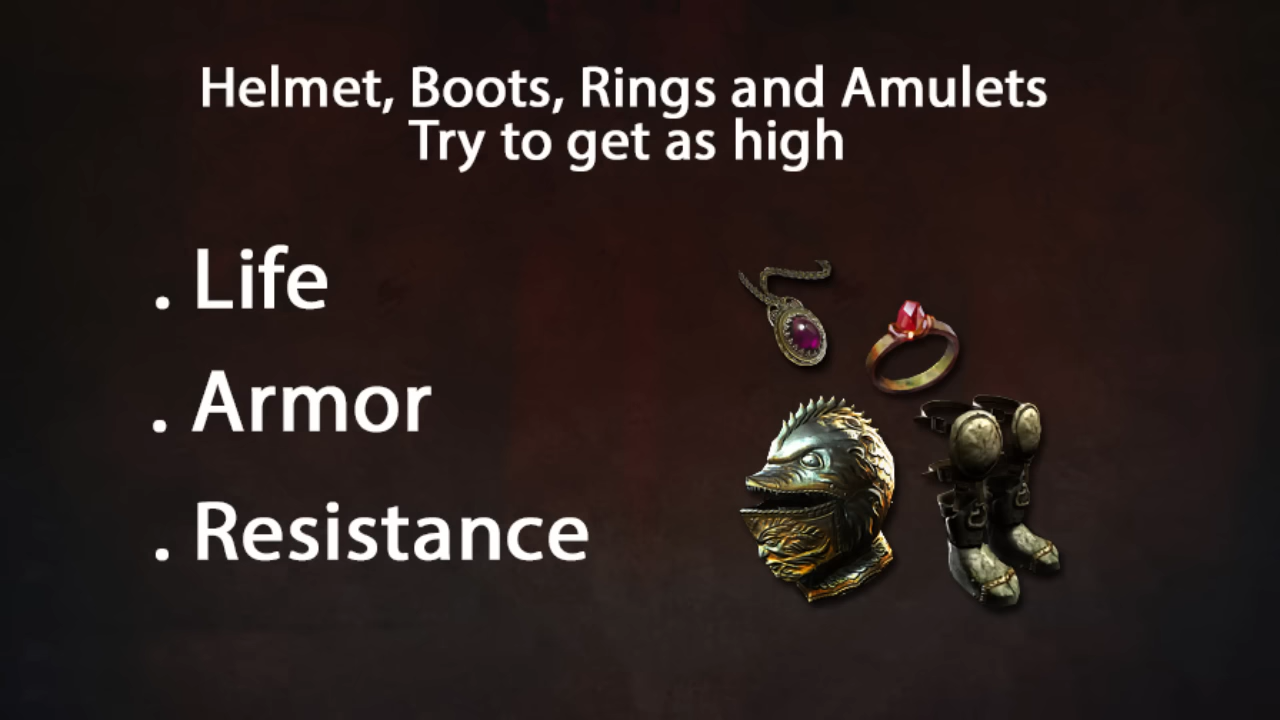 Helmet, Boots, Rings and Amulets
Try to get as high
. Life
. Armor
. Resistance